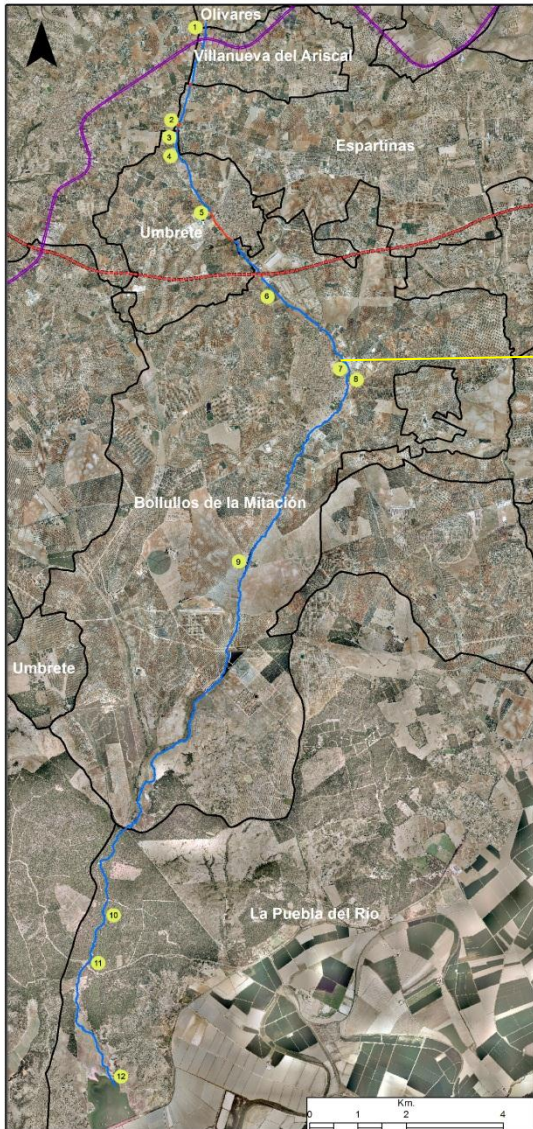 Olivares
1
Villanueva del Ariscal
2
3
Espartinas
4
5
Umbrete
6
7
8
Bollullos de la Mitación
9
Umbrete
10
La Puebla del Río
11
12
Km.
0 1 2 4